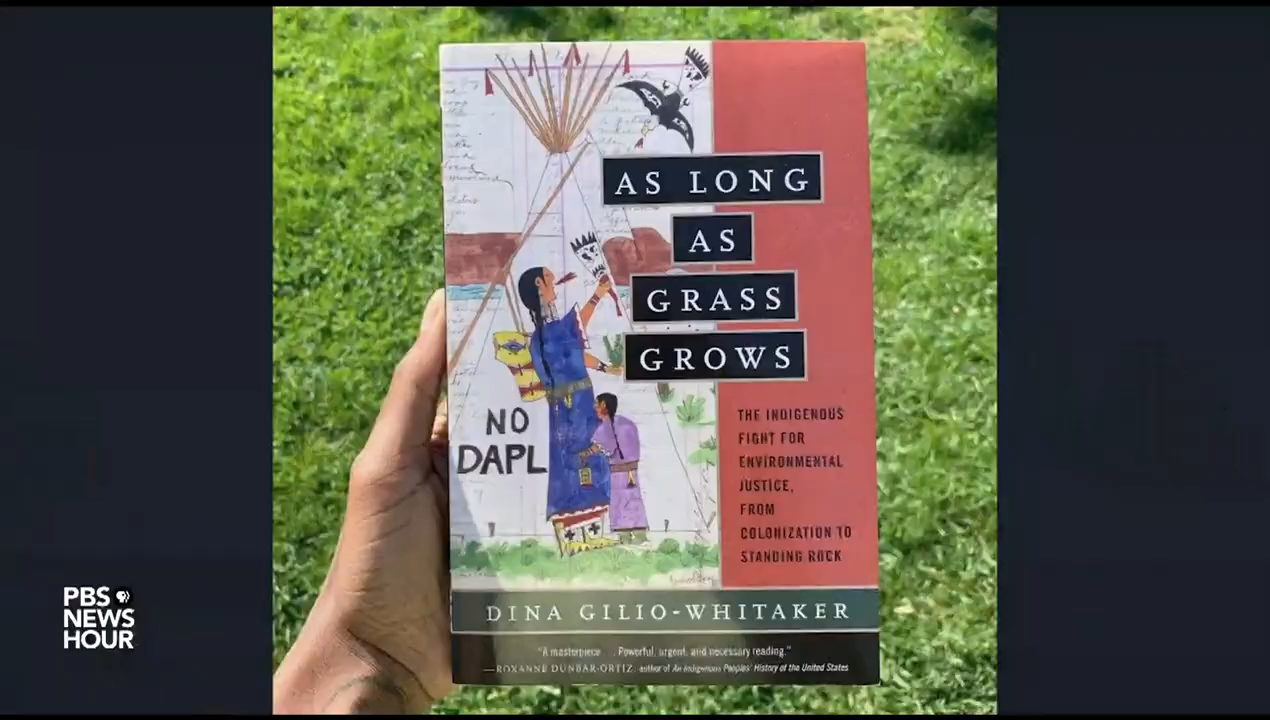 AS LONG
AS
GRASS
GROWS
NO
DAPL
THE INDIGENOUS
FIGHT FOR
ENVIRONMENTAL
JUSTICE,
FROM
COLONIZATION TO
STANDING ROCK
DINA GILIO-WHITAKER
"A masterpiece . . . Powerful, urgent, and necessary reading."
—ROXANNE DUNBAR-ORTIZ, author of An Indigenous Peoples' History of the United States
PBS
NEWS
HOUR